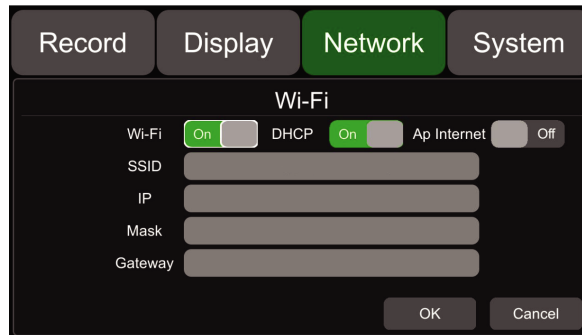 Record Display Network System
Wi-Fi
Wi-Fi On DHCP On Ap Internet Off
SSID
IP
Mask
Gateway
OK Cancel